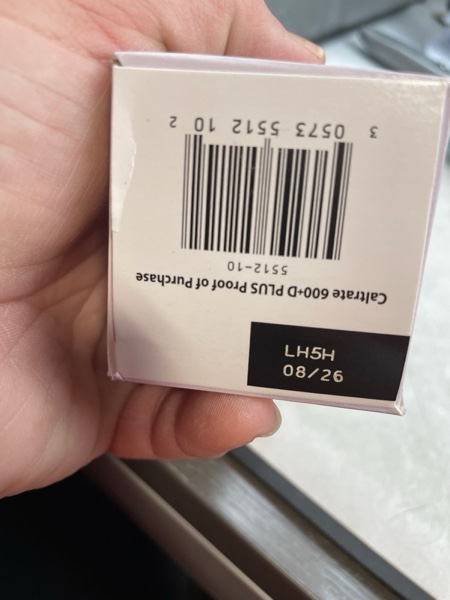 Caltrate 600+D PLUS Proof of Purchase
5512-10
3 0573 5512 10 2
LH5H
08/26